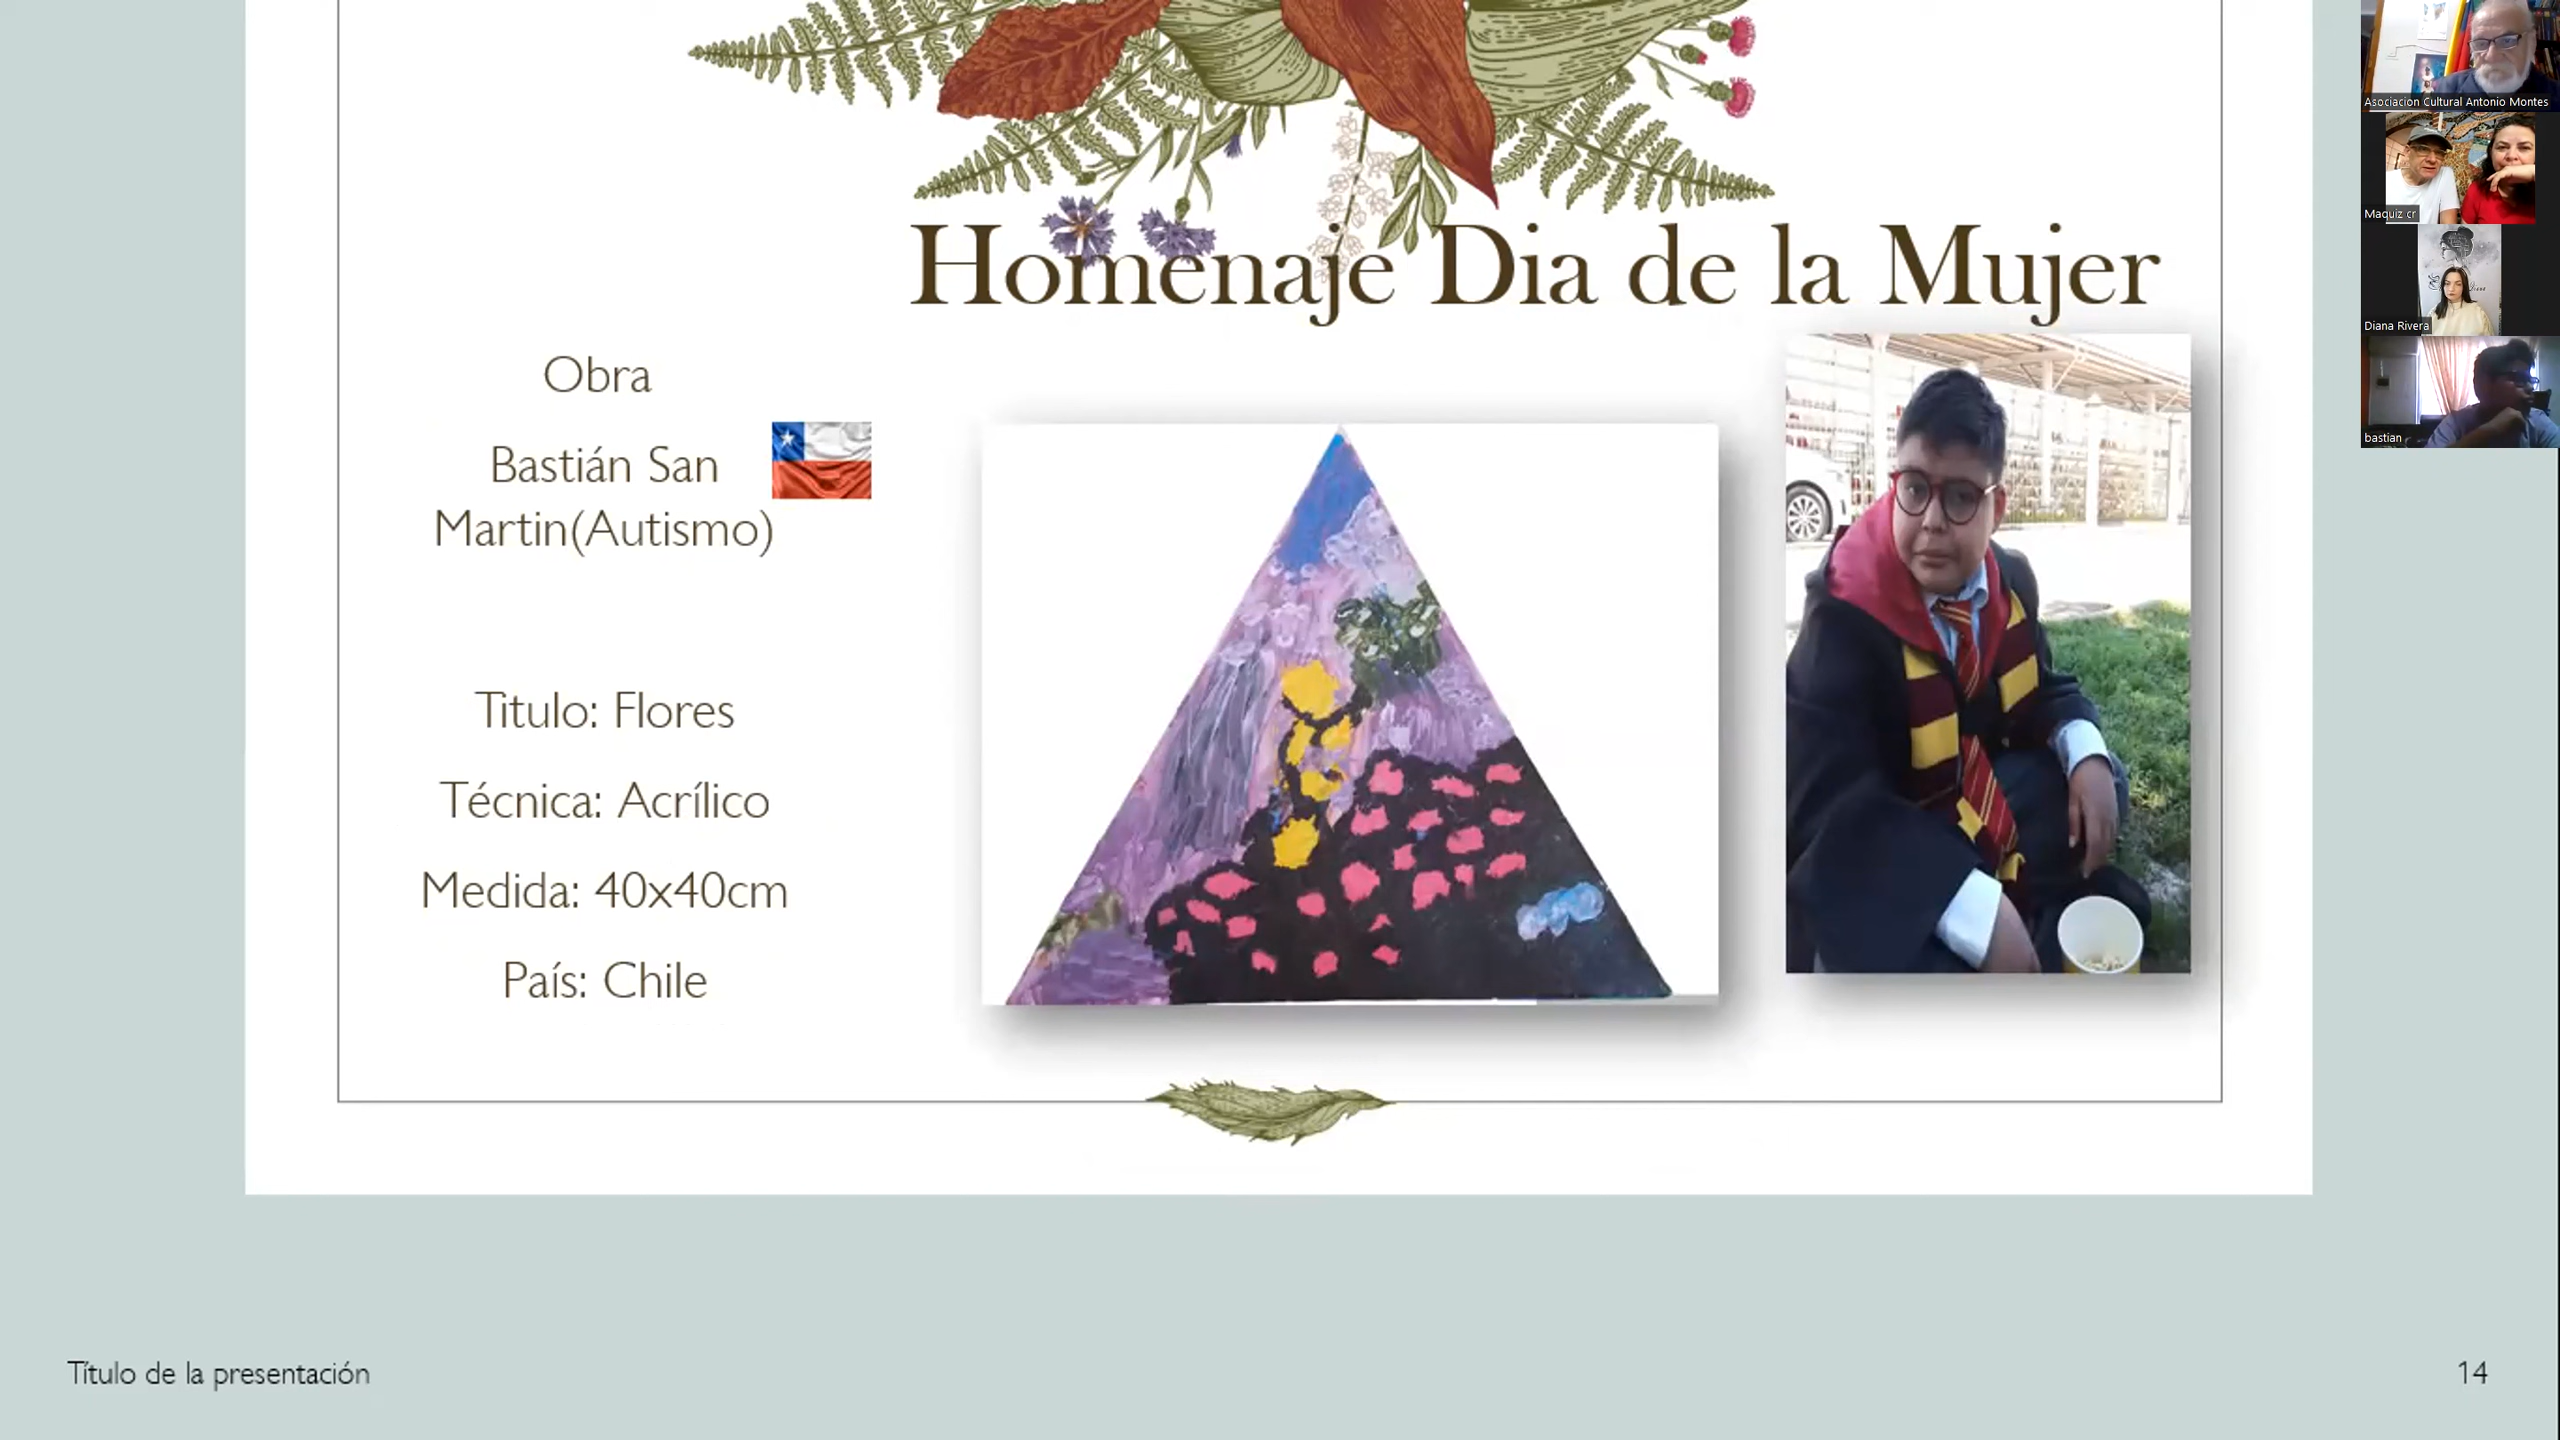 Homenaje Dia de la Mujer
Obra
Bastián San
Martin(Autismo)
Titulo: Flores
Técnica: Acrílico
Medida: 40x40cm
País: Chile
Título de la presentación
14
Asociacion Cultural Antonio Montes
Maquiz cr
Diana Rivera
bastian